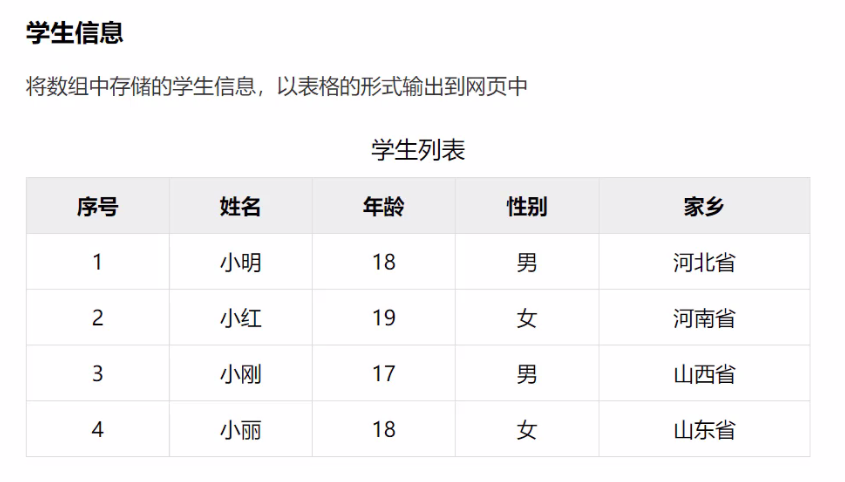 学生信息
将数组中存储的学生信息，以表格的形式输出到网页中
学生列表
序号 姓名 年龄 性别 家乡
1 小明 18 男 河北省
2 小红 19 女 河南省
3 小刚 17 男 山西省
4 小丽 18 女 山东省